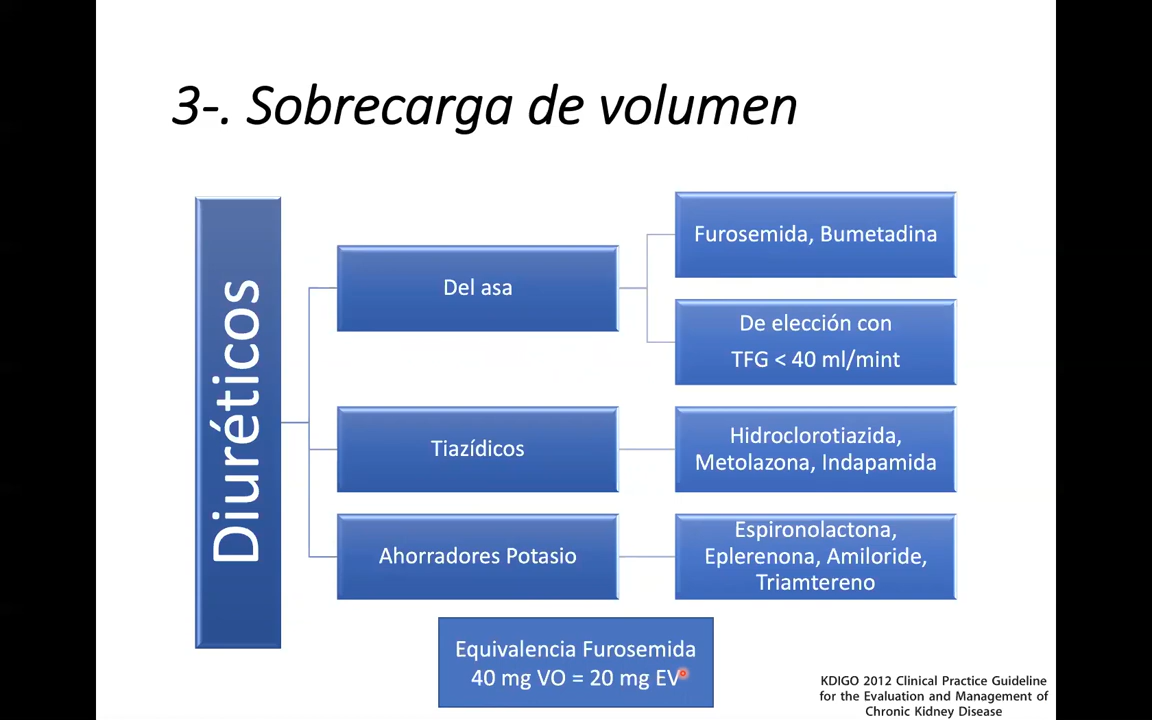 3-. Sobrecarga de volumen
Diuréticos
Del asa
Furosemida, Bumetadina
De elección con
TFG < 40 ml/mint
Tiazídicos
Hidroclorotiazida,
Metolazona, Indapamida
Ahorradores Potasio
Espironolactona,
Eplerenona, Amiloride,
Triamtereno
Equivalencia Furosemida
40 mg VO = 20 mg EV
KDIGO 2012 Clinical Practice Guideline
for the Evaluation and Management of
Chronic Kidney Disease